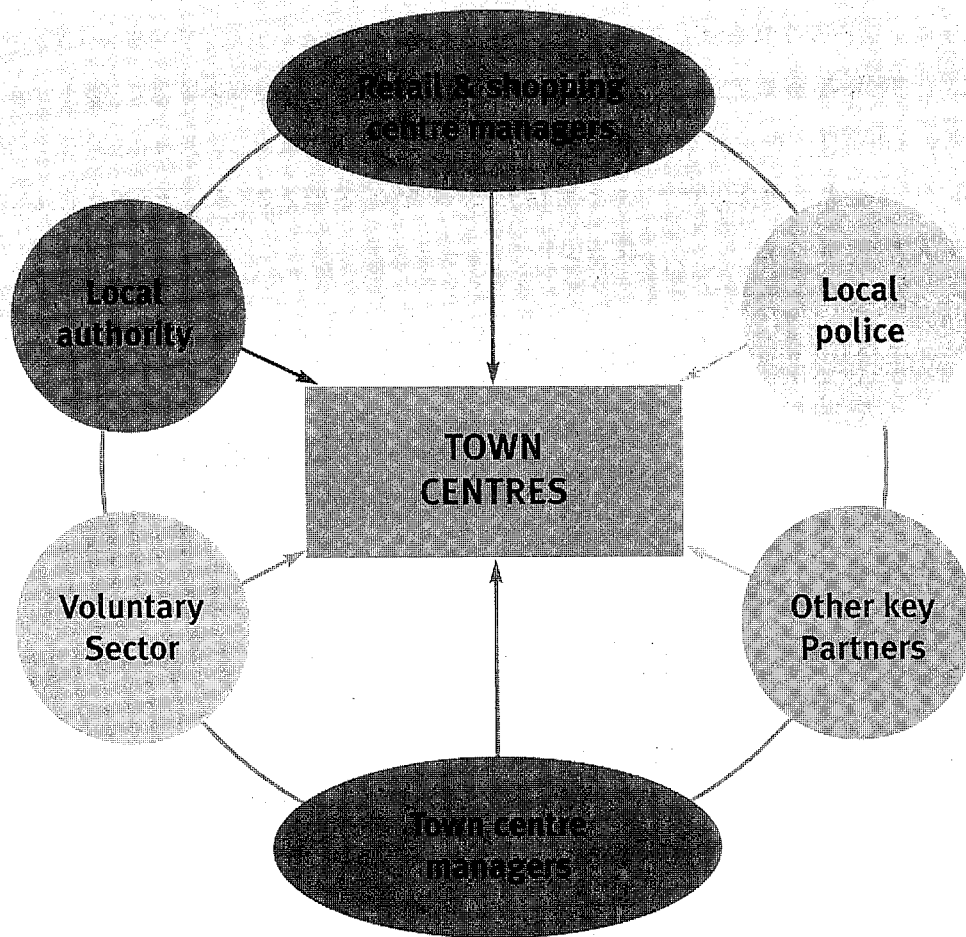 Retail & shopping
centre managers
Local
authority
Local
police
TOWN
CENTRES
Voluntary
Sector
Other key
Partners
Town centre
managers